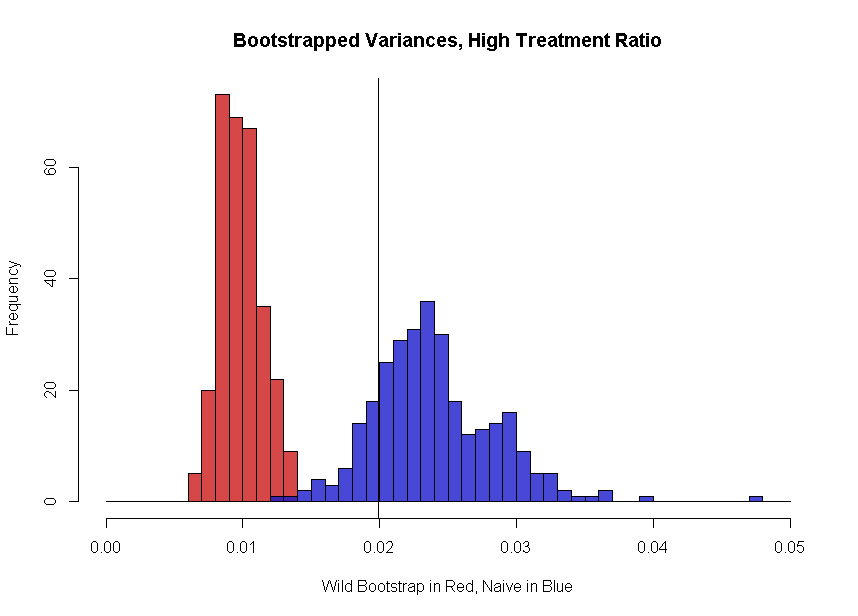 Bootstrapped Variances, High Treatment Ratio
Frequency
60
40
20
0
0.00 0.01 0.02 0.03 0.04 0.05
Wild Bootstrap in Red, Naive in Blue